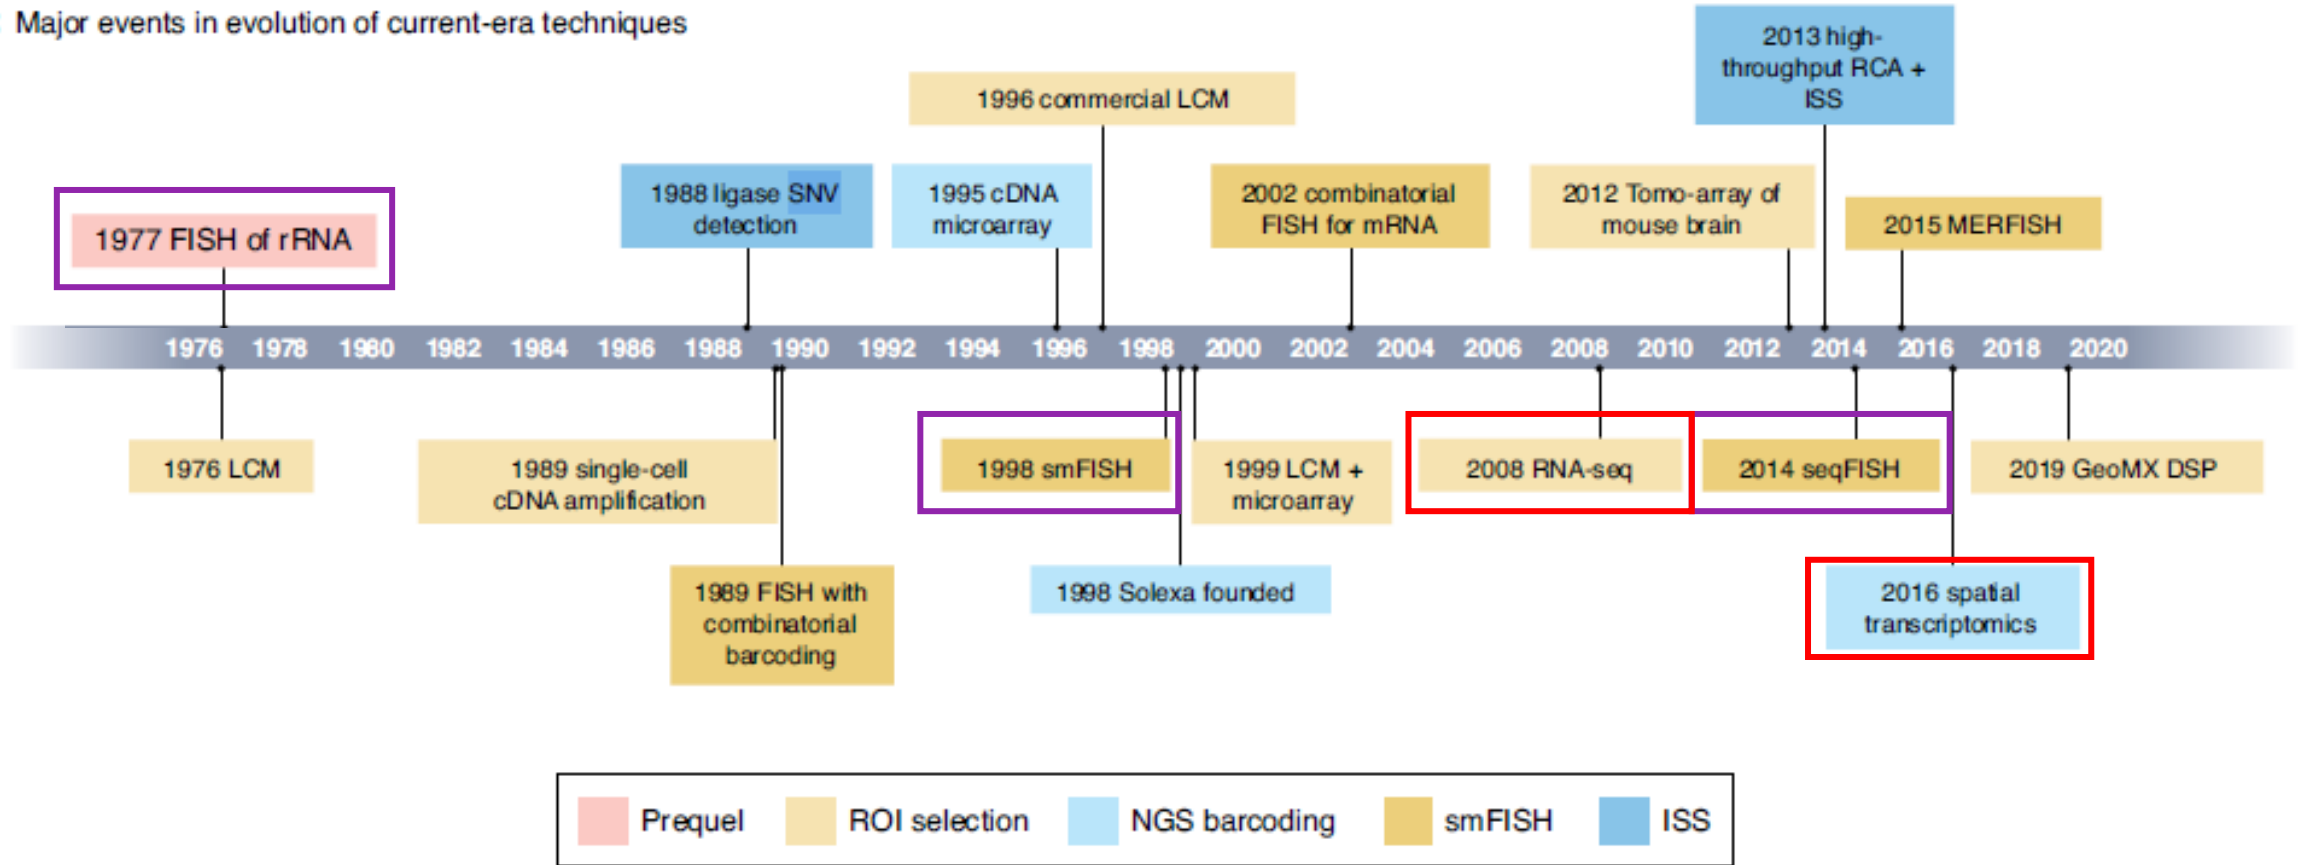 Major events in evolution of current-era techniques
2013 high-
throughput RCA +
ISS
1996 commercial LCM
1977 FISH of rRNA
1988 ligase SNV
detection
1995 cDNA
microarray
2002 combinatorial
FISH for mRNA
2012 Tomo-array of
mouse brain
2015 MERFISH
1976 1978 1980 1982 1984 1986 1988 1990 1992 1994 1996 1998 2000 2002 2004 2006 2008 2010 2012 2014 2016 2018 2020
1976 LCM
1989 single-cell
cDNA amplification
1998 smFISH
1999 LCM +
microarray
2008 RNA-seq
2014 seqFISH
2019 GeoMX DSP
1989 FISH with
combinatorial
barcoding
1998 Solexa founded
2016 spatial
transcriptomics
Prequel ROI selection NGS barcoding smFISH ISS